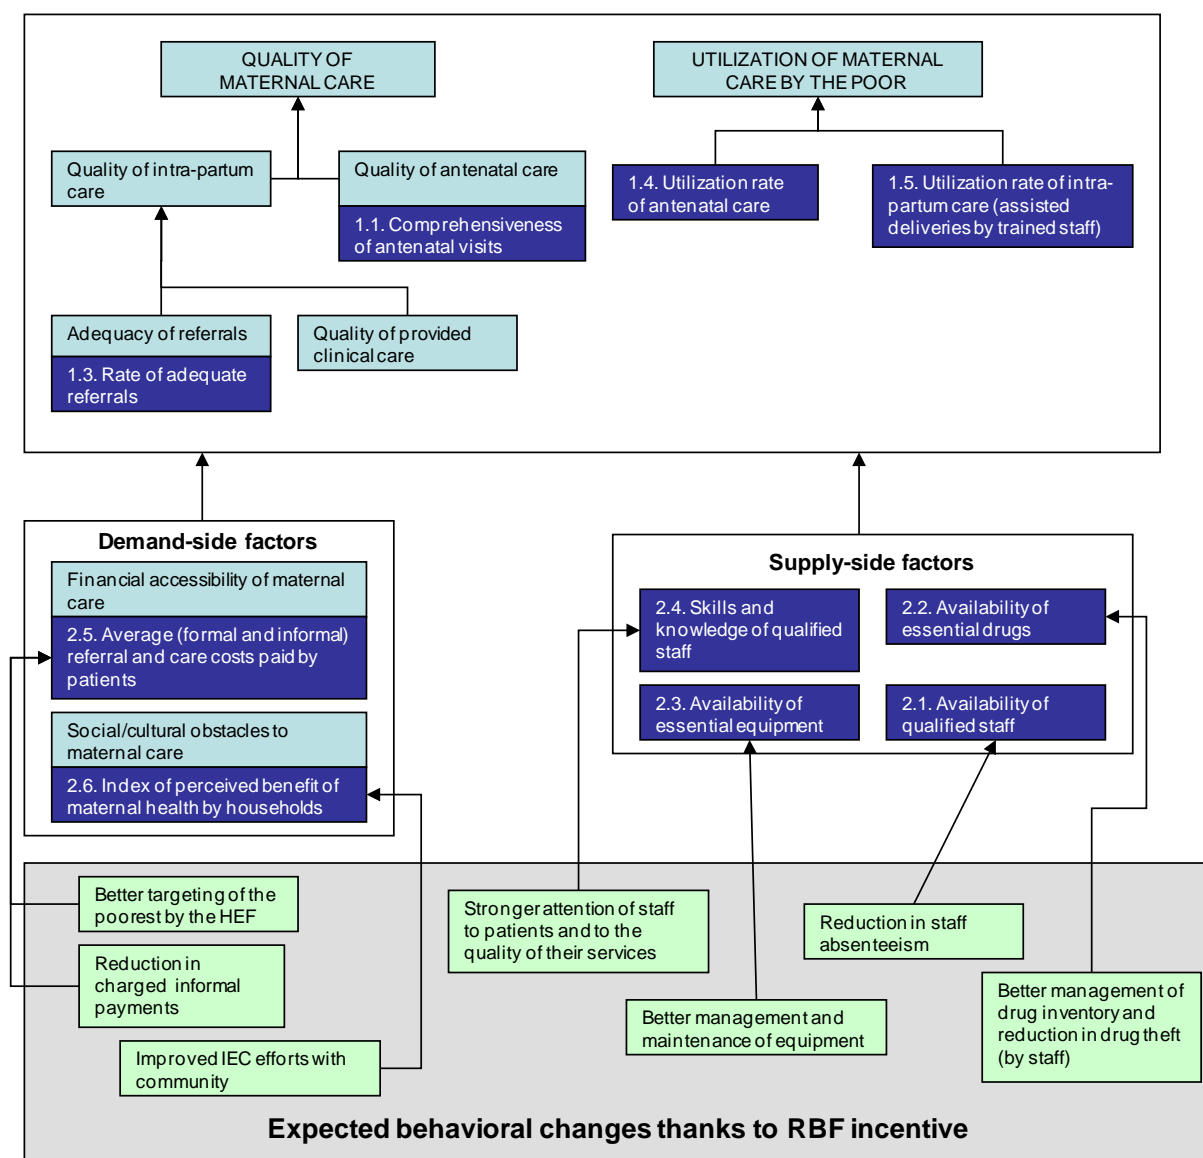 QUALITY OF
MATERNAL CARE
UTILIZATION OF MATERNAL
CARE BY THE POOR
Quality of intra-partum
care
Quality of antenatal care
1.1. Comprehensiveness
of antenatal visits
1.4. Utilization rate
of antenatal care
1.5. Utilization rate of intra-
partum care (assisted
deliveries by trained staff)
Adequacy of referrals
1.3. Rate of adequate
referrals
Quality of provided
clinical care
Demand-side factors
Financial accessibility of maternal
care
2.5. Average (formal and informal)
referral and care costs paid by
patients
Social/cultural obstacles to
maternal care
2.6. Index of perceived benefit of
maternal health by households
Supply-side factors
2.4. Skills and
knowledge of qualified
staff
2.2. Availability of
essential drugs
2.3. Availability of
essential equipment
2.1. Availability of
qualified staff
Better targeting of the
poorest by the HEF
Reduction in
charged informal
payments
Improved IEC efforts with
community
Stronger attention of staff
to patients and to the
quality of their services
Better management and
maintenance of equipment
Reduction in staff
absenteeism
Better management of
drug inventory and
reduction in drug theft
(by staff)
Expected behavioral changes thanks to RBF incentive